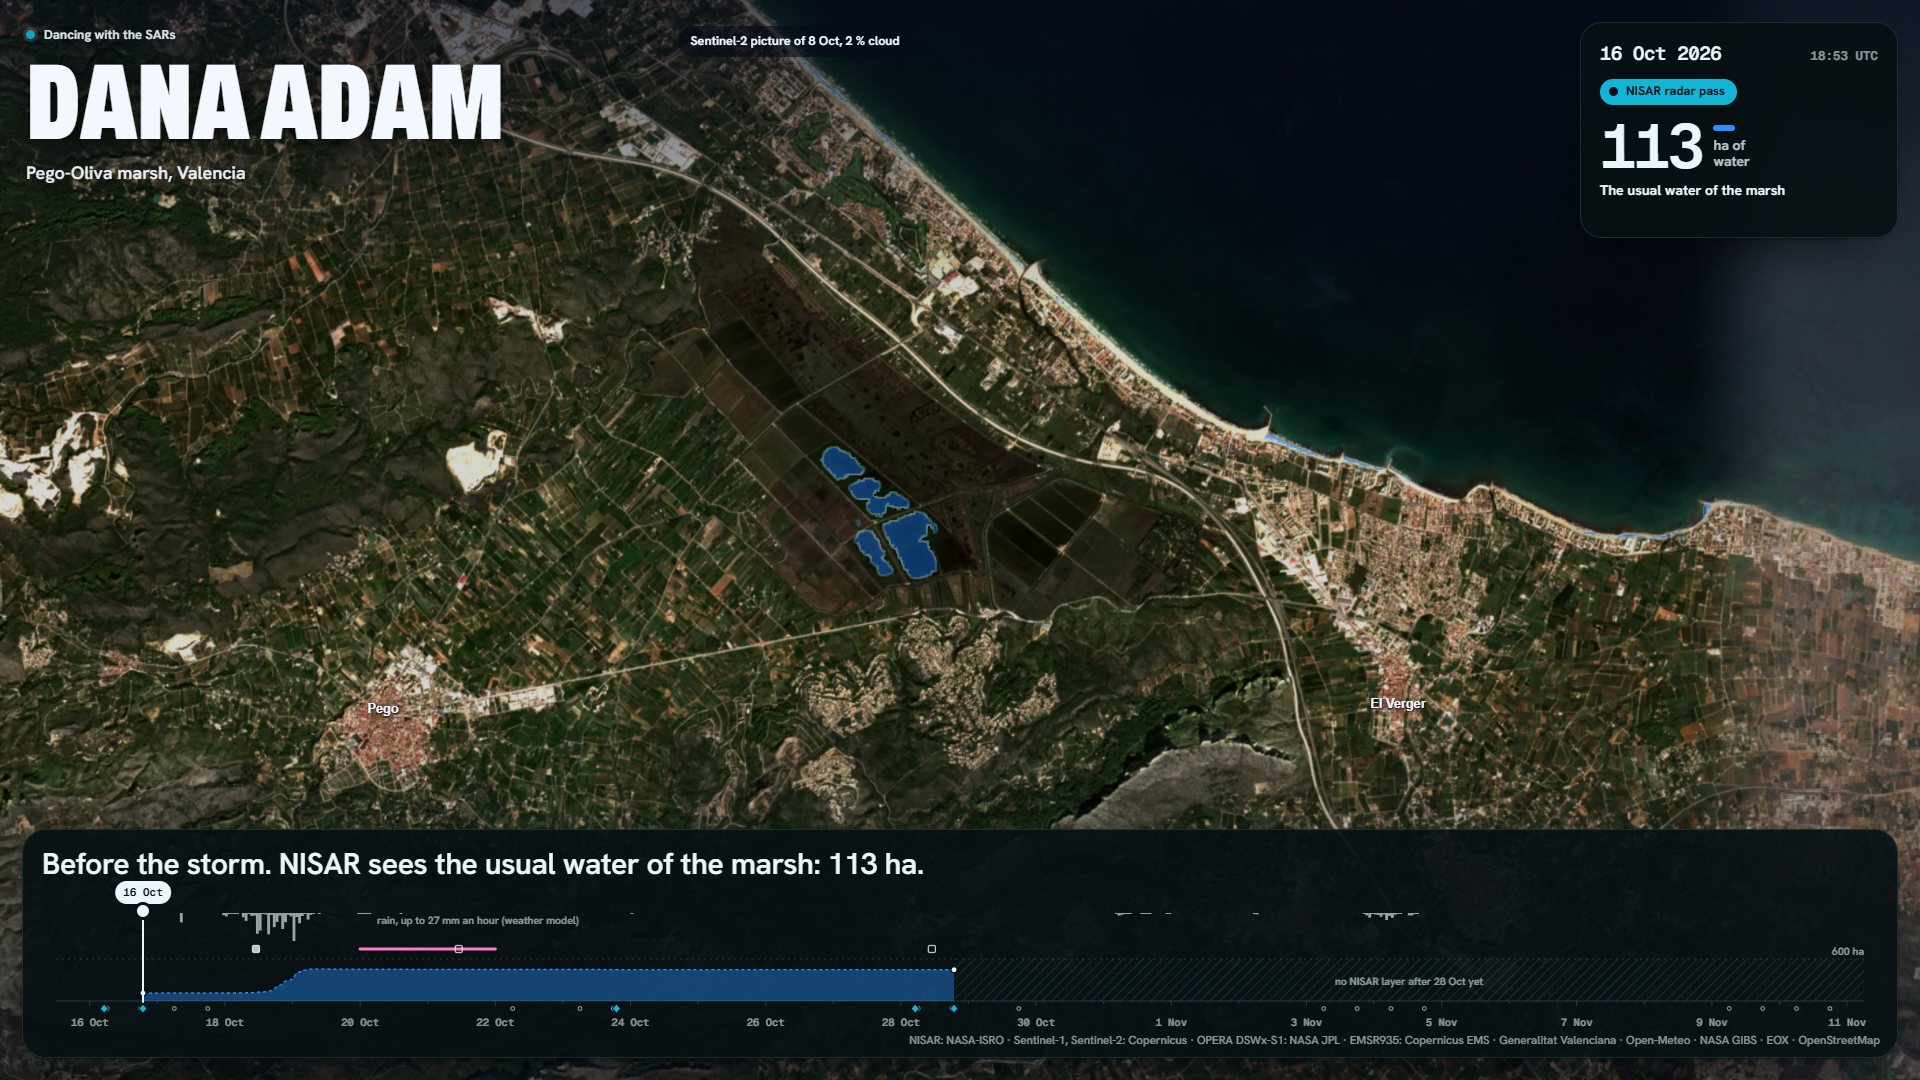 Dancing with the SARs
DANA ADAM
Pego-Oliva marsh, Valencia
Sentinel-2 picture of 8 Oct, 2 % cloud
16 Oct 2026
18:53 UTC
NISAR radar pass
113
ha of
water
The usual water of the marsh
Pego
El Verger
Before the storm. NISAR sees the usual water of the marsh: 113 ha.
16 Oct
rain, up to 27 mm an hour (weather model)
600 ha
no NISAR layer after 28 Oct yet
16 Oct
18 Oct
20 Oct
22 Oct
24 Oct
26 Oct
28 Oct
30 Oct
1 Nov
3 Nov
5 Nov
7 Nov
9 Nov
11 Nov
NISAR: NASA-ISRO · Sentinel-1, Sentinel-2: Copernicus · OPERA DSWx-S1: NASA JPL · EMSR935: Copernicus EMS · Generalitat Valenciana · Open-Meteo · NASA GIBS · EOX · OpenStreetMap